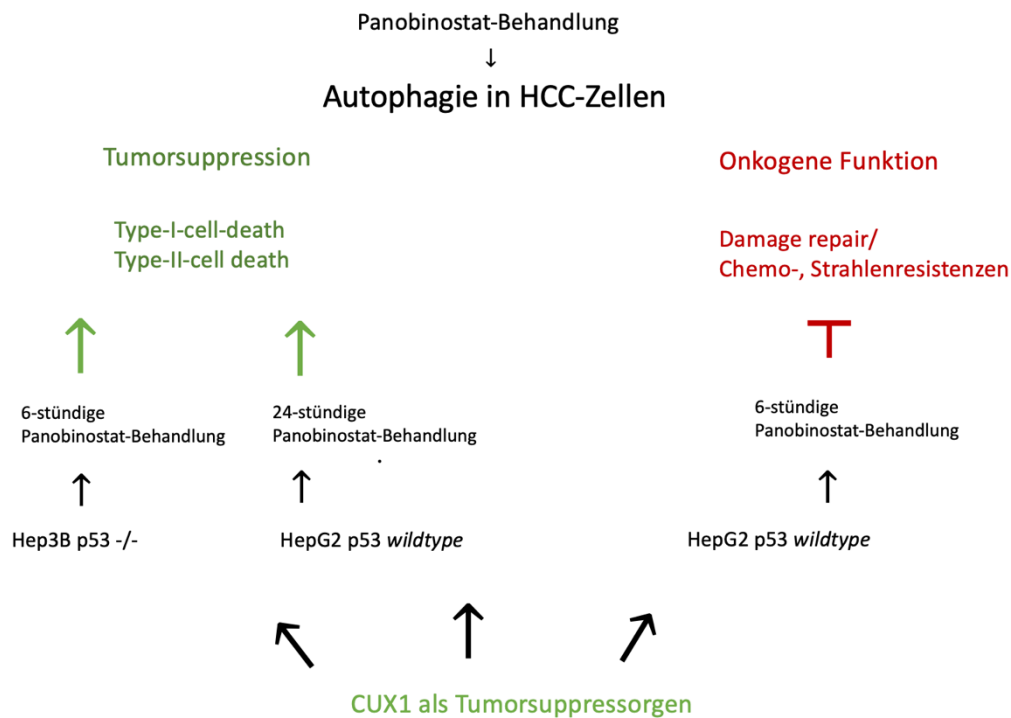 Panobinostat-Behandlung
↓
Autophagie in HCC-Zellen
Tumorsuppression
Onkogene Funktion
Type-I-cell-death
Type-II-cell death
Damage repair/
Chemo-, Strahlenresistenzen
6-stündige
Panobinostat-Behandlung
24-stündige
Panobinostat-Behandlung
.
6-stündige
Panobinostat-Behandlung
Hep3B p53 -/-
HepG2 p53 wildtype
HepG2 p53 wildtype
CUX1 als Tumorsuppressorgen